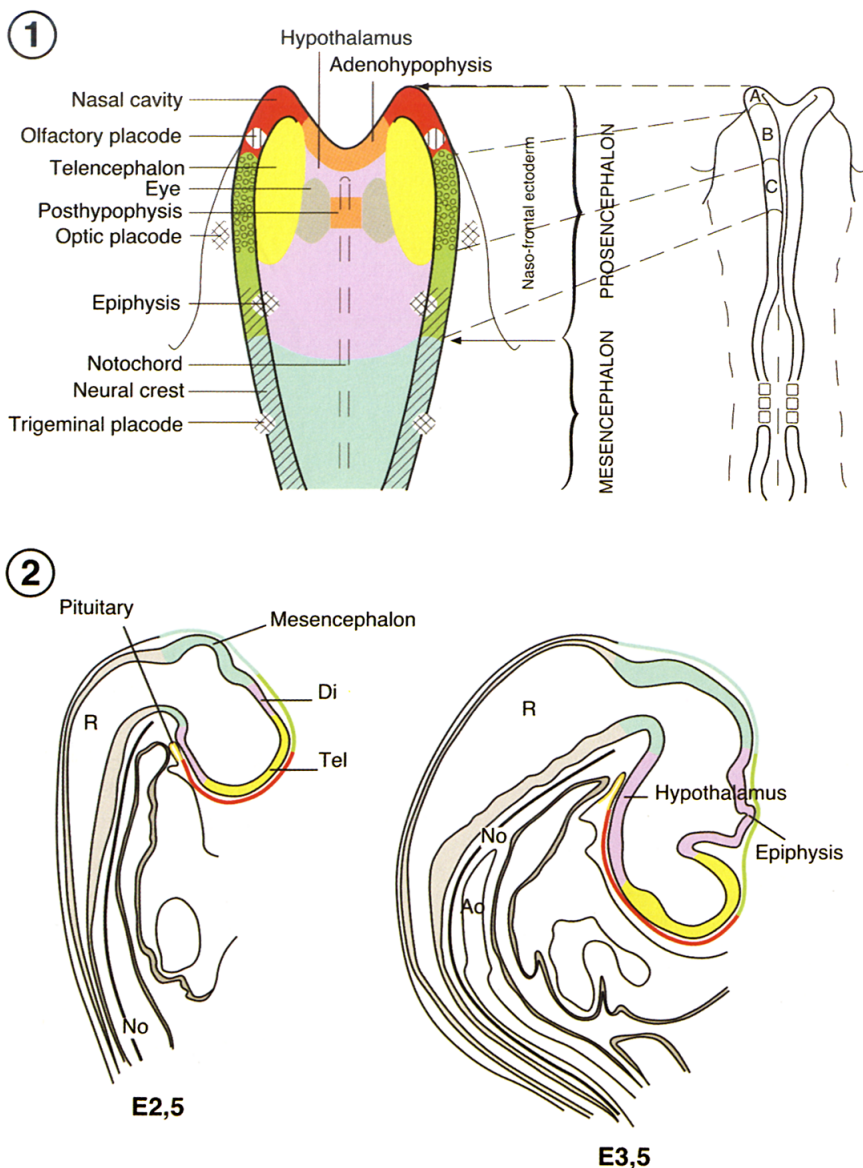 1
Hypothalamus
Adenohypophysis
Nasal cavity
Olfactory placode
Telencephalon
Eye
Posthypophysis
Optic placode
Epiphysis
Notochord
Neural crest
Trigeminal placode
Naso-frontal ectoderm
PROSENCEPHALON
MESENCEPHALON
A
B
C
2
Pituitary
Mesencephalon
Di
R
Tel
No
E2,5
R
Hypothalamus
No
Epiphysis
Ao
E3,5